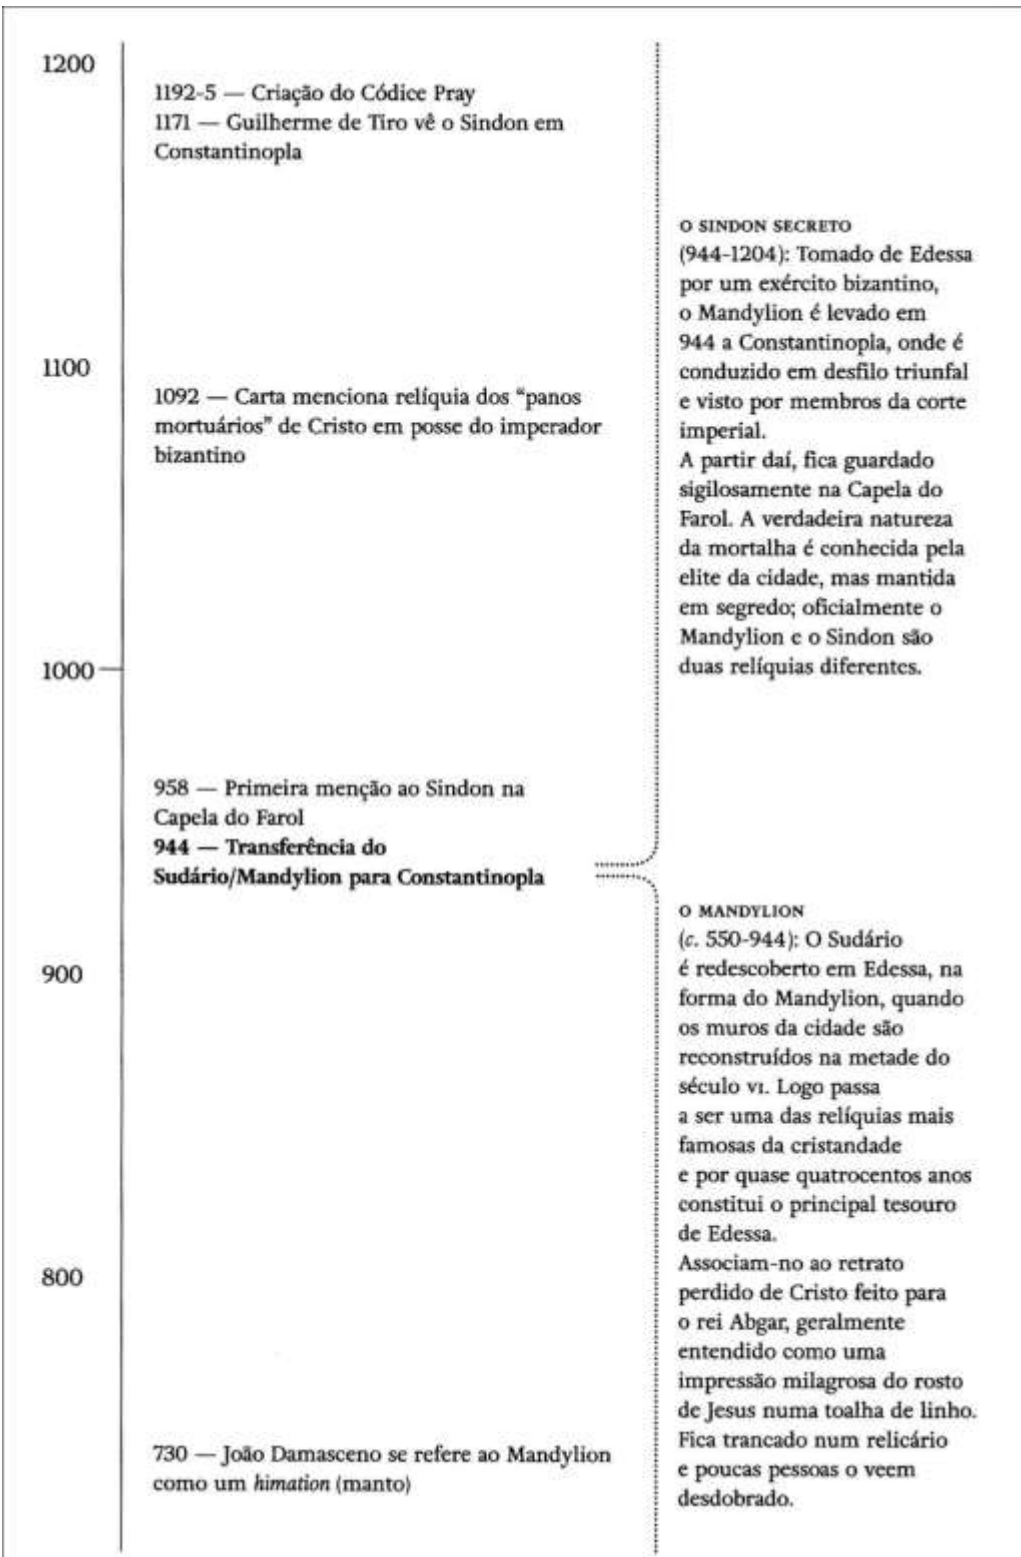 1200
1192-5 — Criação do Códice Pray
1171 — Guilherme de Tiro vê o Sindon em
Constantinopla
O SINDON SECRETO
(944-1204): Tomado de Edessa
por um exército bizantino,
o Mandylion é levado em
944 a Constantinopla, onde é
conduzido em desfilo triunfal
e visto por membros da corte
imperial.
A partir daí, fica guardado
sigilosamente na Capela do
Farol. A verdadeira natureza
da mortalha é conhecida pela
elite da cidade, mas mantida
em segredo; oficialmente o
Mandylion e o Sindon são
duas relíquias diferentes.
1100
1092 — Carta menciona relíquia dos “panos
mortuários” de Cristo em posse do imperador
bizantino
1000
958 — Primeira menção ao Sindon na
Capela do Farol
944 — Transferência do
Sudário/Mandylion para Constantinopla
O MANDYLION
(c. 550-944): O Sudário
é redescoberto em Edessa, na
forma do Mandylion, quando
os muros da cidade são
reconstruídos na metade do
século VI. Logo passa
a ser uma das relíquias mais
famosas da cristandade
e por quase quatrocentos anos
constitui o principal tesouro
de Edessa.
Associam-no ao retrato
perdido de Cristo feito para
o rei Abgar, geralmente
entendido como uma
impressão milagrosa do rosto
de Jesus numa toalha de linho.
Fica trancado num relicário
e poucas pessoas o veem
desdobrado.
900
800
730 — João Damasceno se refere ao Mandylion
como um himation (manto)